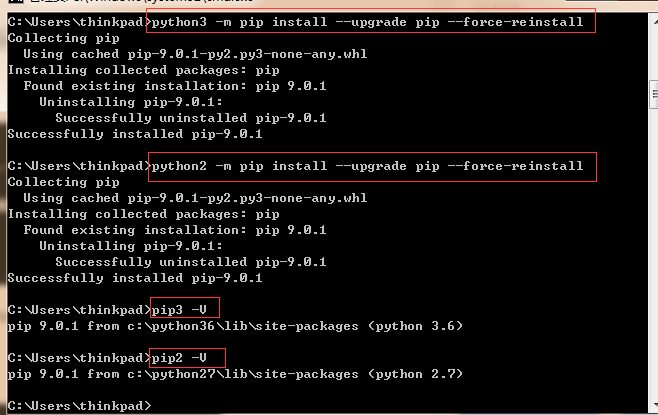 C:\Users\thinkpad>python3 -m pip install --upgrade pip --force-reinstall
Collecting pip
  Using cached pip-9.0.1-py2.py3-none-any.whl
Installing collected packages: pip
  Found existing installation: pip 9.0.1
    Uninstalling pip-9.0.1:
      Successfully uninstalled pip-9.0.1
Successfully installed pip-9.0.1
C:\Users\thinkpad>python2 -m pip install --upgrade pip --force-reinstall
Collecting pip
  Using cached pip-9.0.1-py2.py3-none-any.whl
Installing collected packages: pip
  Found existing installation: pip 9.0.1
    Uninstalling pip-9.0.1:
      Successfully uninstalled pip-9.0.1
Successfully installed pip-9.0.1
C:\Users\thinkpad>pip3 -V
pip 9.0.1 from c:\python36\lib\site-packages (python 3.6)
C:\Users\thinkpad>pip2 -V
pip 9.0.1 from c:\python27\lib\site-packages (python 2.7)
C:\Users\thinkpad>